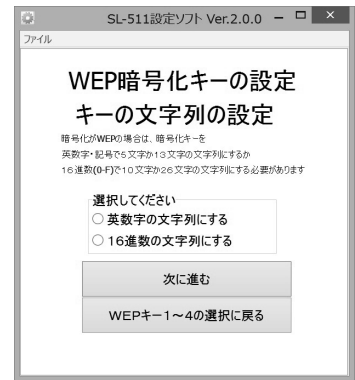 SL-511設定ソフト Ver.2.0.0
ファイル
WEP暗号化キーの設定
キーの文字列の設定
暗号化がWEPの場合は、暗号化キーを
英数字・記号で5文字か13文字の文字列にするか
16進数(0-F)で10文字か26文字の文字列にする必要があります
選択してください
英数字の文字列にする
16進数の文字列にする
次に進む
WEPキー1～4の選択に戻る